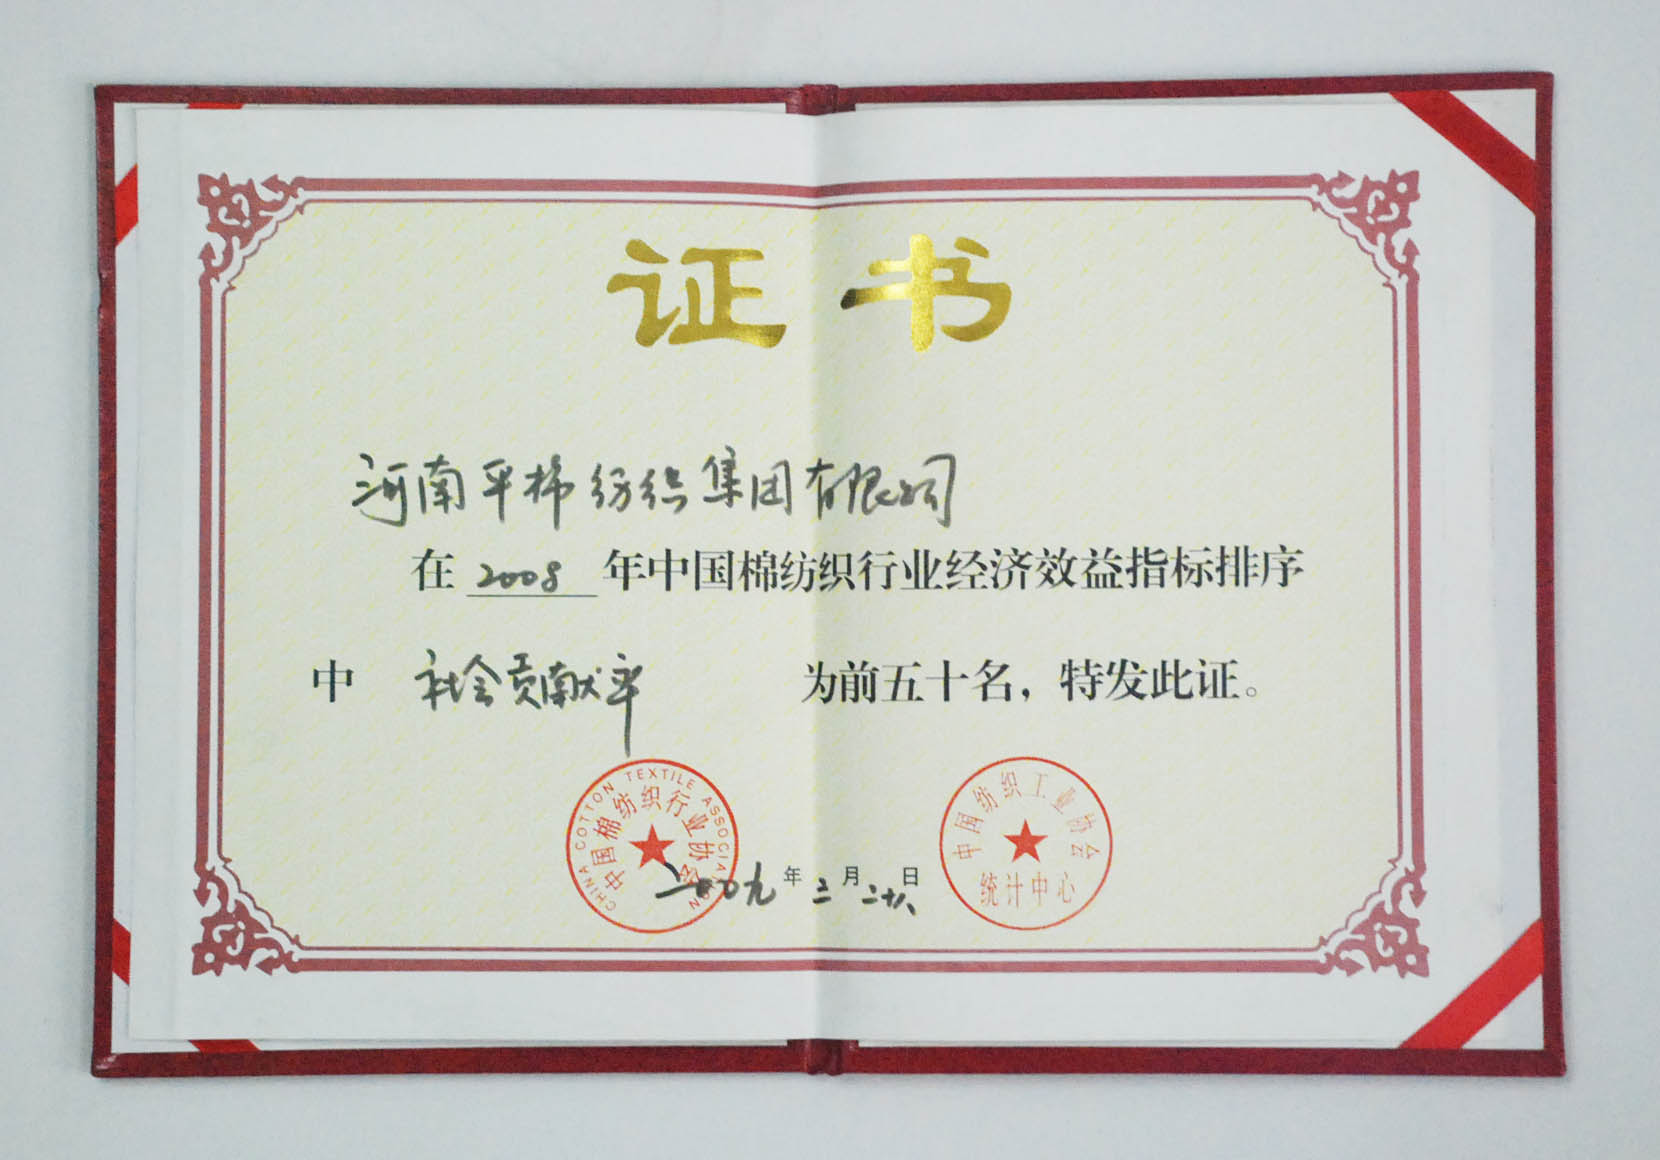 证书
河南平棉纺织集团有限公司
在 2008 年中国棉纺织行业经济效益指标排序
中 社会贡献率 为前五十名，特发此证。
CHINA COTTON TEXTILE ASSOCIATION
中国棉纺织行业协会
中国纺织工业协会
统计中心
二〇〇九 年 三 月 二十八 日